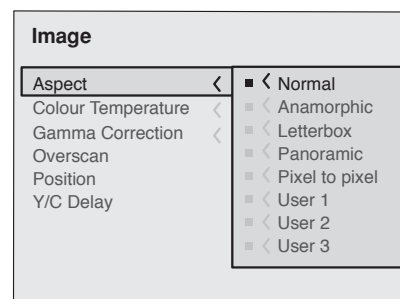 Image
Aspect
Colour Temperature
Gamma Correction
Overscan
Position
Y/C Delay
Normal
Anamorphic
Letterbox
Panoramic
Pixel to pixel
User 1
User 2
User 3